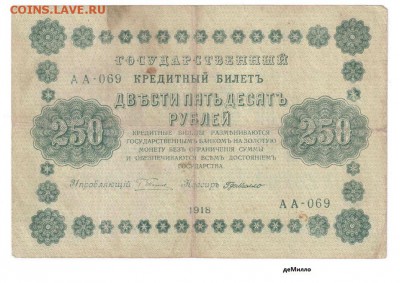 COINS.LAVE.RU
ГОСУДАРСТВЕННЫЙ
АА-069 КРЕДИТНЫЙ БИЛЕТЪ
ДВѢСТИ ПЯТЬДЕСЯТЪ
РУБЛЕЙ
250 250
КРЕДИТНЫЕ БИЛЕТЫ РАЗМѢНИВАЮТСЯ
ГОСУДАРСТВЕННЫМЪ БАНКОМЪ НА ЗОЛОТУЮ
МОНЕТУ БЕЗЪ ОГРАНИЧЕНІЯ СУММЫ
И ОБЕЗПЕЧИВАЮТСЯ ВСѢМЪ ДОСТОЯНІЕМЪ
ГОСУДАРСТВА.
Управляющій Кассиръ
АА-069
1918
деМилло